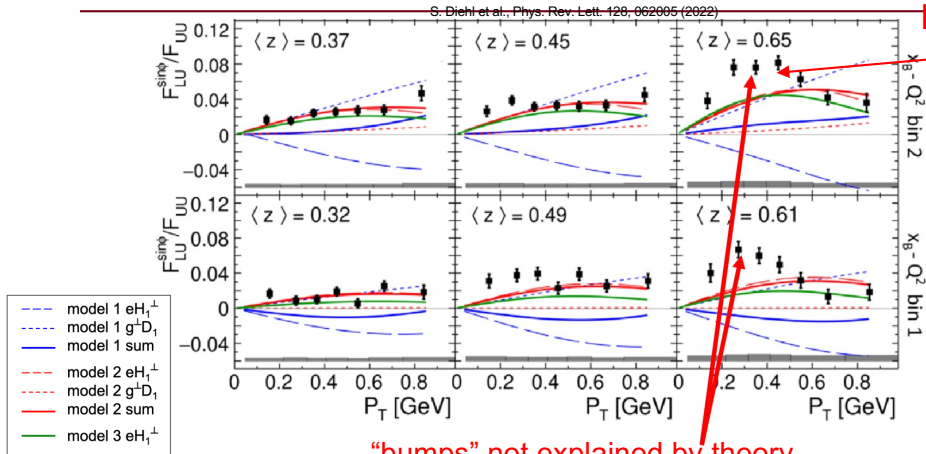 S. Diehl et al., Phys. Rev. Lett. 128, 062005 (2022)
F_LU^sinφ/F_UU
0.12
0.08
0.04
0
−0.04
⟨ z ⟩ = 0.37
⟨ z ⟩ = 0.45
⟨ z ⟩ = 0.65
x_B - Q² bin 2
F_LU^sinφ/F_UU
0.12
0.08
0.04
0
−0.04
⟨ z ⟩ = 0.32
⟨ z ⟩ = 0.49
⟨ z ⟩ = 0.61
x_B - Q² bin 1
0 0.2 0.4 0.6 0.8 0 0.2 0.4 0.6 0.8 0 0.2 0.4 0.6 0.8
P_T [GeV] P_T [GeV] P_T [GeV]
model 1 eH₁^⊥
model 1 g^⊥D₁
model 1 sum
model 2 eH₁^⊥
model 2 g^⊥D₁
model 2 sum
model 3 eH₁^⊥
“bumps” not explained by theory